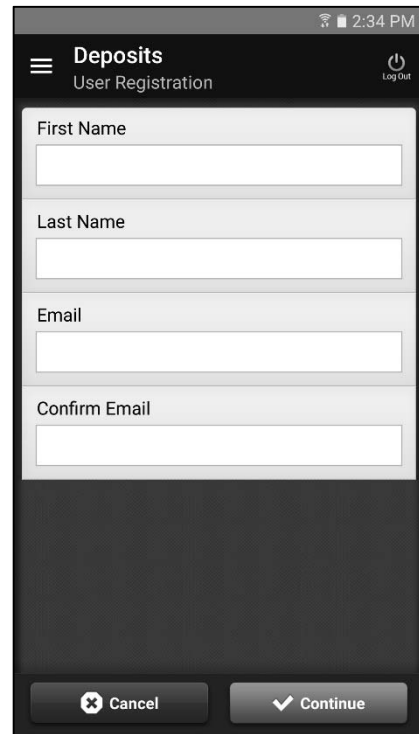 2:34 PM
Deposits
User Registration
Log Out
First Name
Last Name
Email
Confirm Email
Cancel
Continue